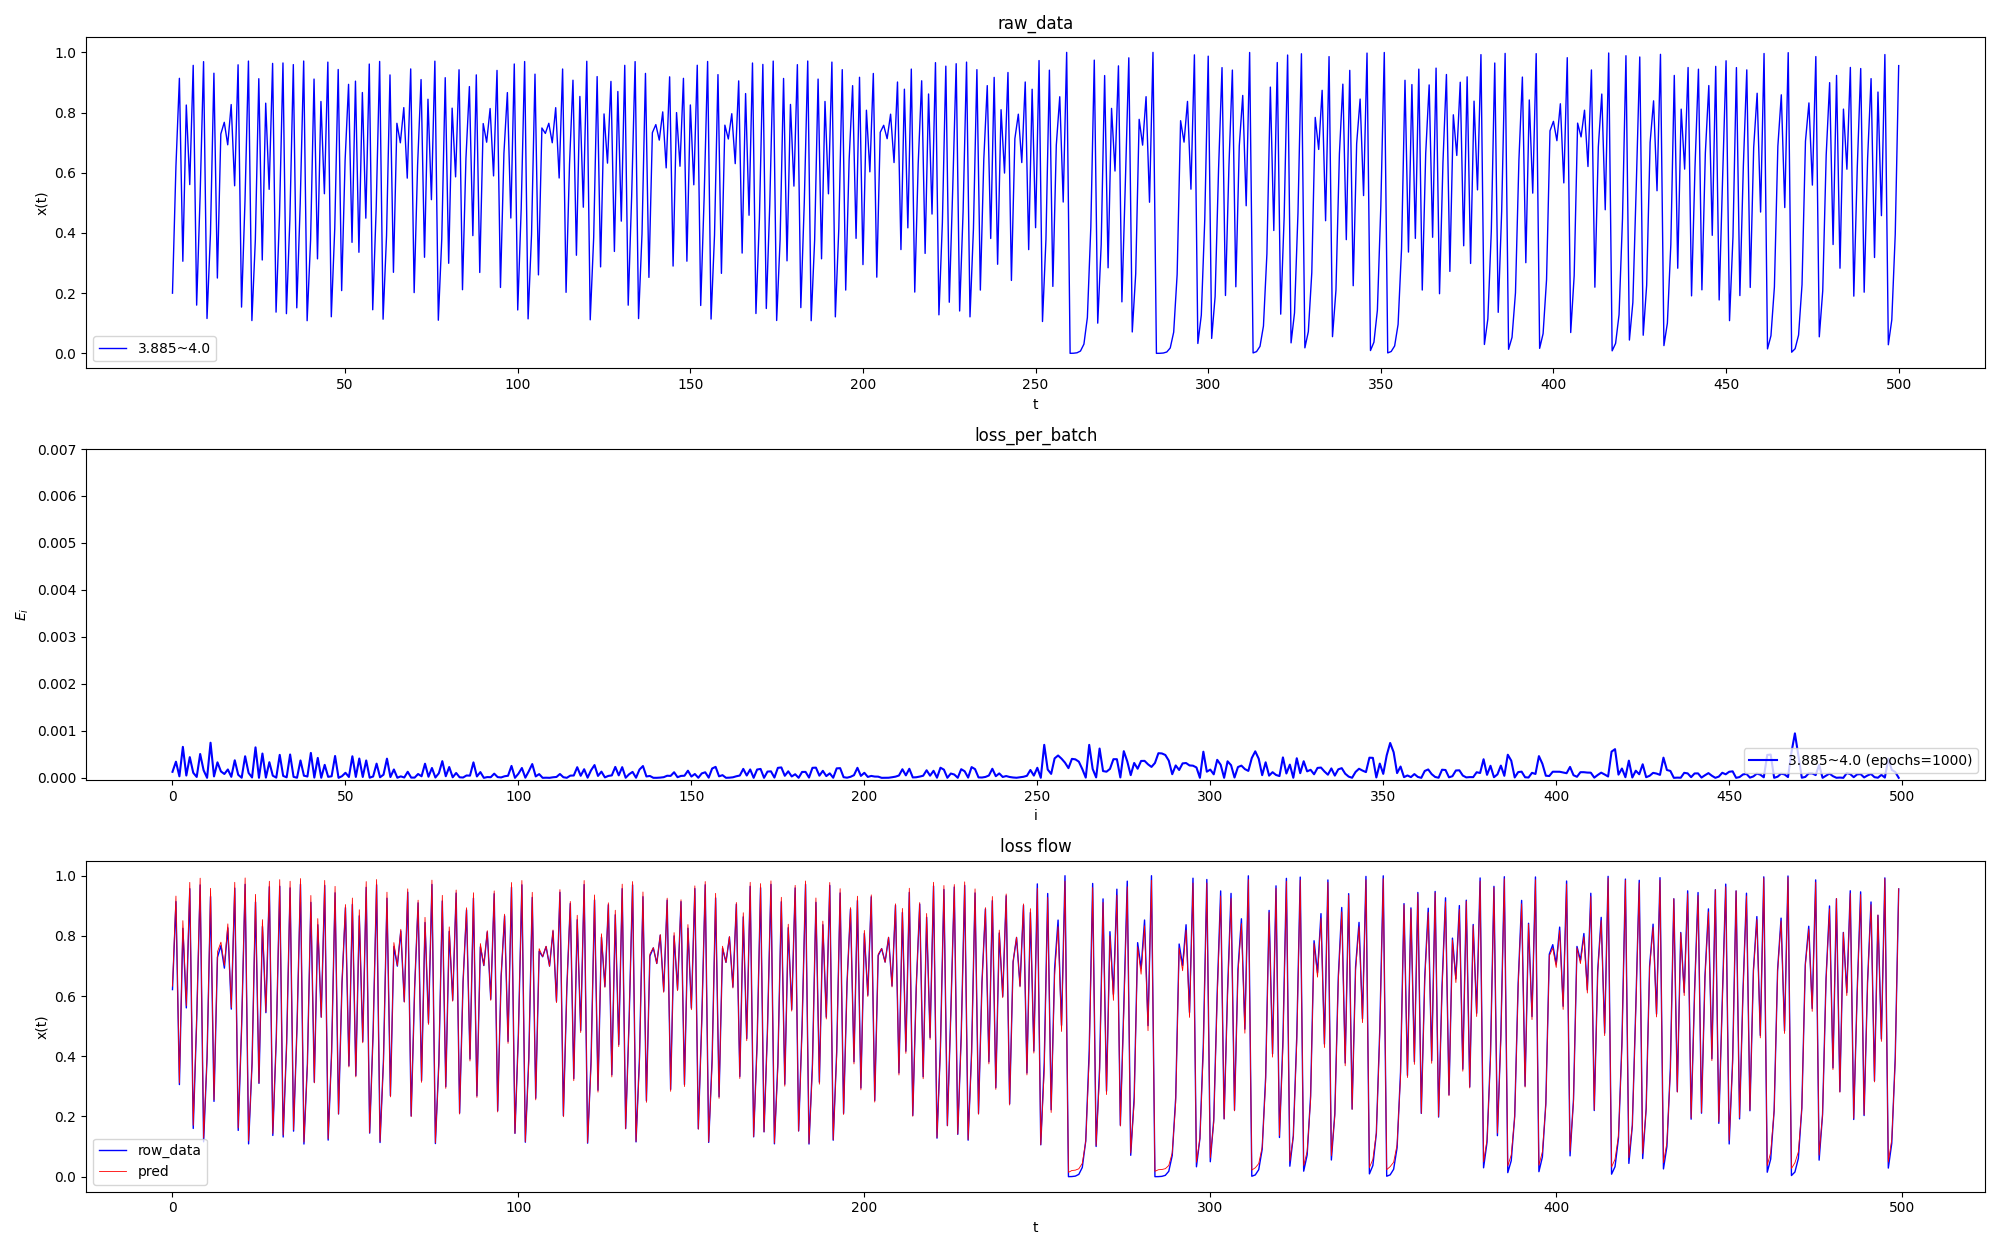 raw_data
x(t)
1.0
0.8
0.6
0.4
0.2
0.0
3.885~4.0
50 100 150 200 250 300 350 400 450 500
t
loss_per_batch
E_i
0.007
0.006
0.005
0.004
0.003
0.002
0.001
0.000
3.885~4.0 (epochs=1000)
0 50 100 150 200 250 300 350 400 450 500
i
loss flow
x(t)
1.0
0.8
0.6
0.4
0.2
0.0
row_data
pred
0 100 200 300 400 500
t